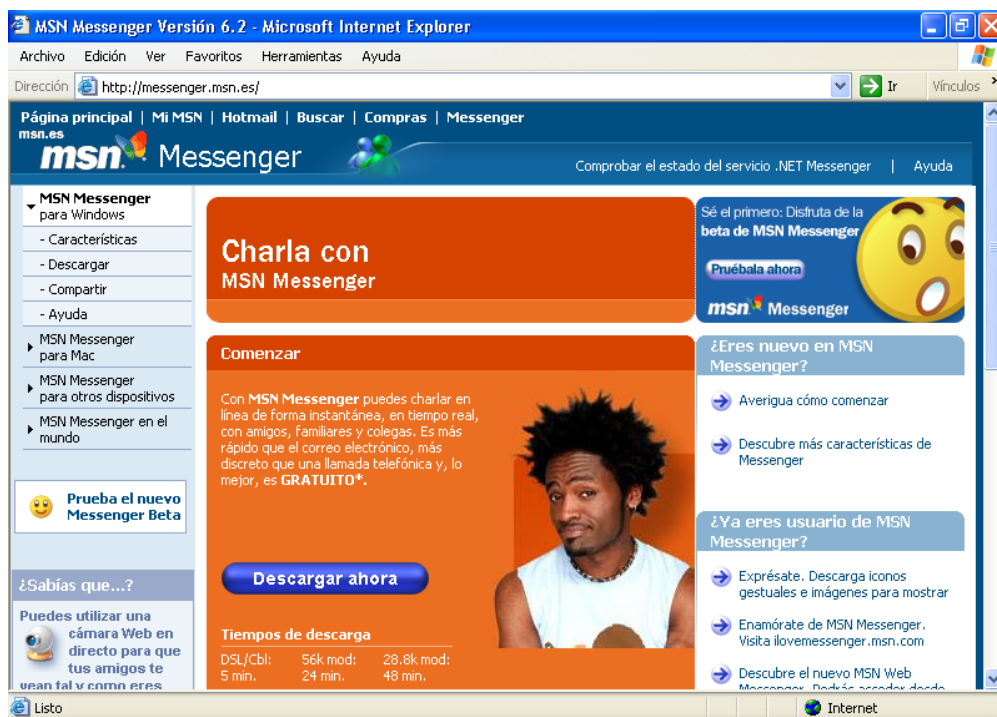 MSN Messenger Versión 6.2 - Microsoft Internet Explorer
Archivo Edición Ver Favoritos Herramientas Ayuda
Dirección http://messenger.msn.es/ Ir Vínculos
Página principal | Mi MSN | Hotmail | Buscar | Compras | Messenger
msn.es
msn Messenger
Comprobar el estado del servicio .NET Messenger | Ayuda
MSN Messenger
para Windows
- Características
- Descargar
- Compartir
- Ayuda
MSN Messenger
para Mac
MSN Messenger
para otros dispositivos
MSN Messenger en el
mundo
Prueba el nuevo
Messenger Beta
¿Sabías que...?
Puedes utilizar una
cámara Web en
directo para que
tus amigos te
vean tal y como eres
Charla con
MSN Messenger
Comenzar
Con MSN Messenger puedes charlar en
línea de forma instantánea, en tiempo real,
con amigos, familiares y colegas. Es más
rápido que el correo electrónico, más
discreto que una llamada telefónica y, lo
mejor, es GRATUITO*.
Descargar ahora
Tiempos de descarga
DSL/Cbl: 56k mod: 28.8k mod:
5 min. 24 min. 48 min.
Sé el primero: Disfruta de la
beta de MSN Messenger
Pruébala ahora
msn Messenger
¿Eres nuevo en MSN
Messenger?
Averigua cómo comenzar
Descubre más características de
Messenger
¿Ya eres usuario de MSN
Messenger?
Exprésate. Descarga iconos
gestuales e imágenes para mostrar
Enamórate de MSN Messenger.
Visita ilovemessenger.msn.com
Descubre el nuevo MSN Web
Messenger. Podrás acceder desde
Listo Internet